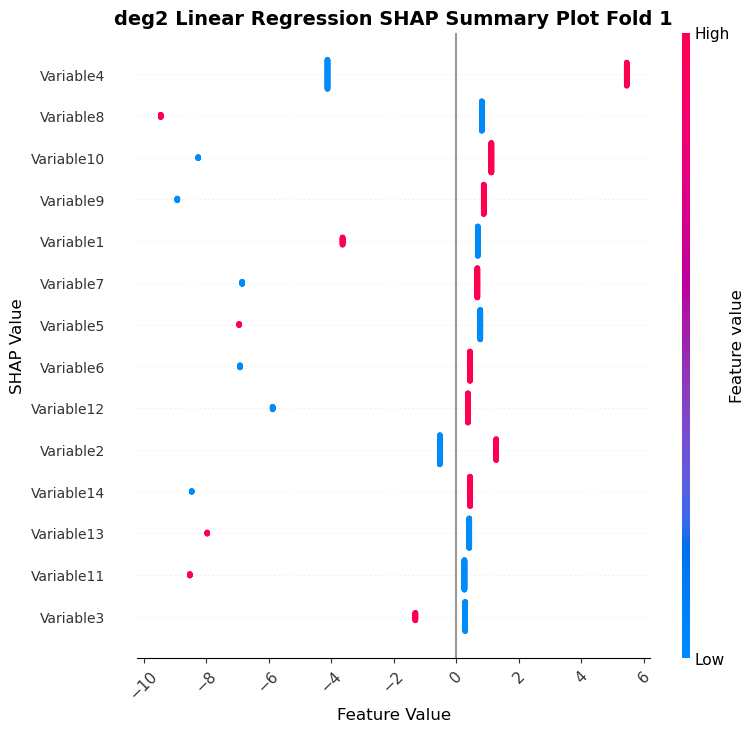 deg2 Linear Regression SHAP Summary Plot Fold 1
High
Variable4
Variable8
Variable10
Variable9
Variable1
Variable7
Variable5
Variable6
Variable12
Variable2
Variable14
Variable13
Variable11
Variable3
SHAP Value
Feature value
Low
−10
−8
−6
−4
−2
0
2
4
6
Feature Value